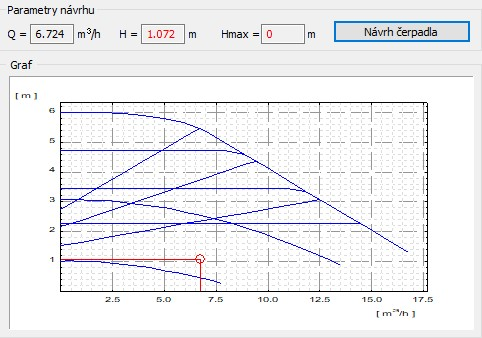 Parametry návrhu
Q = 6.724 m³/h H = 1.072 m Hmax = 0 m Návrh čerpadla
Graf
[ m ]
6
5
4
3
2
1
2.5 5.0 7.5 10.0 12.5 15.0 17.5
[ m³/h ]